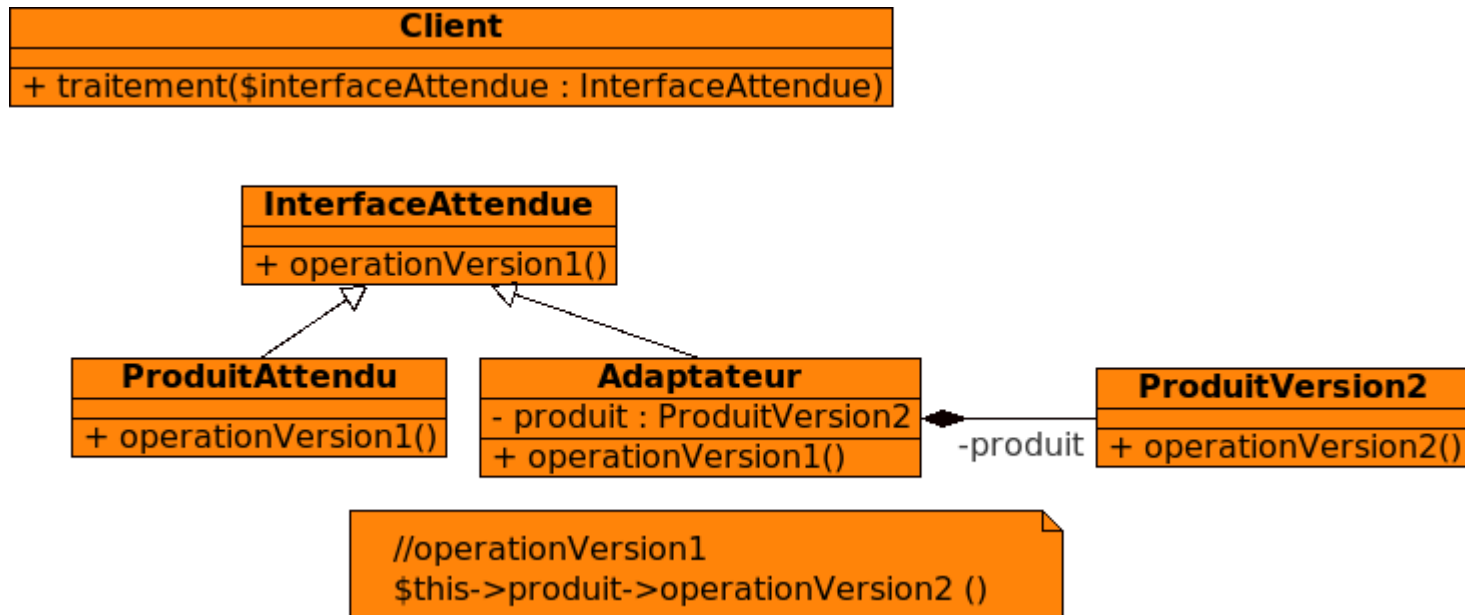 Client
+ traitement($interfaceAttendue : InterfaceAttendue)
InterfaceAttendue
+ operationVersion1()
ProduitAttendu
+ operationVersion1()
Adaptateur
- produit : ProduitVersion2
+ operationVersion1()
-produit
ProduitVersion2
+ operationVersion2()
//operationVersion1
$this->produit->operationVersion2 ()